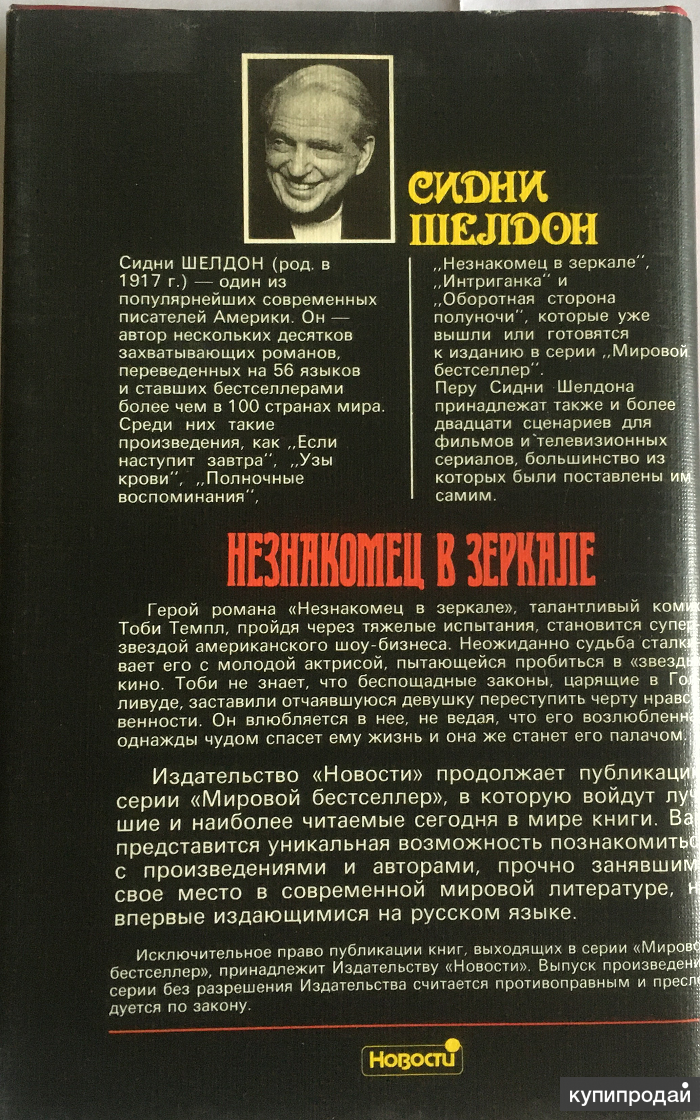 СИДНИ
ШЕЛДОН
Сидни ШЕЛДОН (род. в
1917 г.) — один из
популярнейших современных
писателей Америки. Он —
автор нескольких десятков
захватывающих романов,
переведенных на 56 языков
и ставших бестселлерами
более чем в 100 странах мира.
Среди них такие
произведения, как „Если
наступит завтра", „Узы
крови", „Полночные
воспоминания",
„Незнакомец в зеркале",
„Интриганка" и
„Оборотная сторона
полуночи", которые уже
вышли или готовятся
к изданию в серии „Мировой
бестселлер".
Перу Сидни Шелдона
принадлежат также и более
двадцати сценариев для
фильмов и телевизионных
сериалов, большинство из
которых были поставлены им
самим.
НЕЗНАКОМЕЦ В ЗЕРКАЛЕ
Герой романа «Незнакомец в зеркале», талантливый коми
Тоби Темпл, пройдя через тяжелые испытания, становится супер-
звездой американского шоу-бизнеса. Неожиданно судьба сталки
вает его с молодой актрисой, пытающейся пробиться в «звезды
кино. Тоби не знает, что беспощадные законы, царящие в Гол
ливуде, заставили отчаявшуюся девушку переступить черту нравс
венности. Он влюбляется в нее, не ведая, что его возлюбленна
однажды чудом спасет ему жизнь и она же станет его палачом.
Издательство «Новости» продолжает публикаци
серии «Мировой бестселлер», в которую войдут луч
шие и наиболее читаемые сегодня в мире книги. Ва
представится уникальная возможность познакомитьс
с произведениями и авторами, прочно занявшим
свое место в современной мировой литературе, н
впервые издающимися на русском языке.
Исключительное право публикации книг, выходящих в серии «Мирово
бестселлер», принадлежит Издательству «Новости». Выпуск произведени
серии без разрешения Издательства считается противоправным и пресле
дуется по закону.
Новости
купипродай